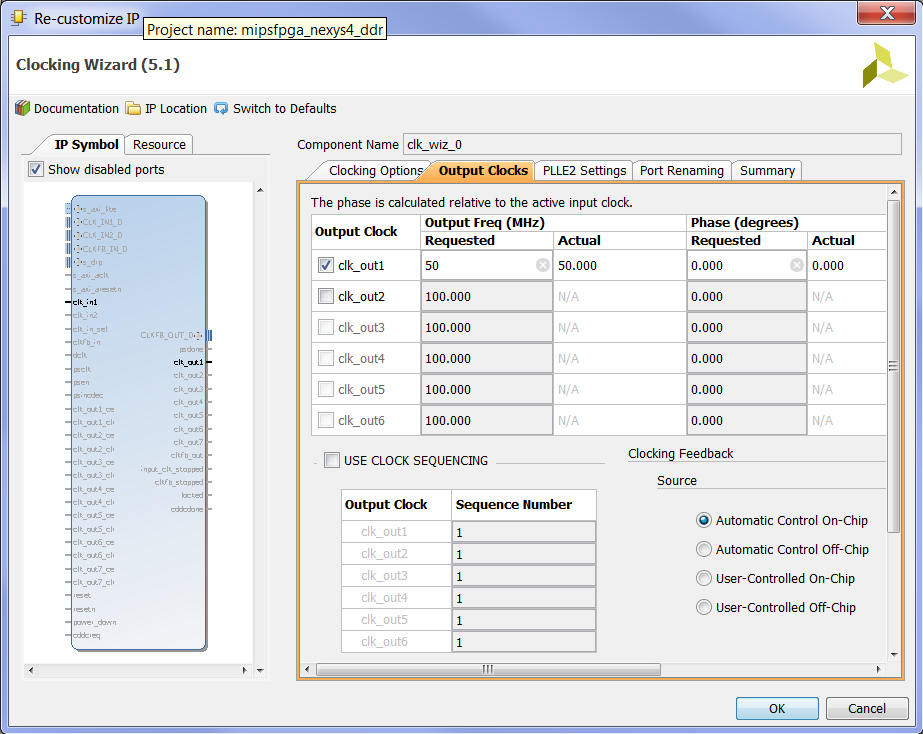 Re-customize IP
Project name: mipsfpga_nexys4_ddr
Clocking Wizard (5.1)
Documentation IP Location Switch to Defaults
IP Symbol Resource
Show disabled ports
s_axi_lite
CLK_IN1_D
CLK_IN2_D
CLKFB_IN_D
s_drp
s_axi_aclk
s_axi_aresetn
clk_in1
clk_in2
clk_in_sel
clkfb_in
dclk
psclk
psen
psincdec
clk_out1_ce
clk_out1_clr
clk_out2_ce
clk_out2_clr
clk_out3_ce
clk_out3_clr
clk_out4_ce
clk_out4_clr
clk_out5_ce
clk_out5_clr
clk_out6_ce
clk_out6_clr
clk_out7_ce
clk_out7_clr
reset
resetn
power_down
cddcreq
CLKFB_OUT_D
psdone
clk_out1
clk_out2
clk_out3
clk_out4
clk_out5
clk_out6
clk_out7
clkfb_out
input_clk_stopped
clkfb_stopped
locked
cddcdone
Component Name clk_wiz_0
Clocking Options Output Clocks PLLE2 Settings Port Renaming Summary
The phase is calculated relative to the active input clock.
Output Clock Output Freq (MHz) Phase (degrees)
Requested Actual Requested Actual
clk_out1 50 50.000 0.000 0.000
clk_out2 100.000 N/A 0.000 N/A
clk_out3 100.000 N/A 0.000 N/A
clk_out4 100.000 N/A 0.000 N/A
clk_out5 100.000 N/A 0.000 N/A
clk_out6 100.000 N/A 0.000 N/A
USE CLOCK SEQUENCING
Output Clock Sequence Number
clk_out1 1
clk_out2 1
clk_out3 1
clk_out4 1
clk_out5 1
clk_out6 1
Clocking Feedback
Source
Automatic Control On-Chip
Automatic Control Off-Chip
User-Controlled On-Chip
User-Controlled Off-Chip
OK Cancel